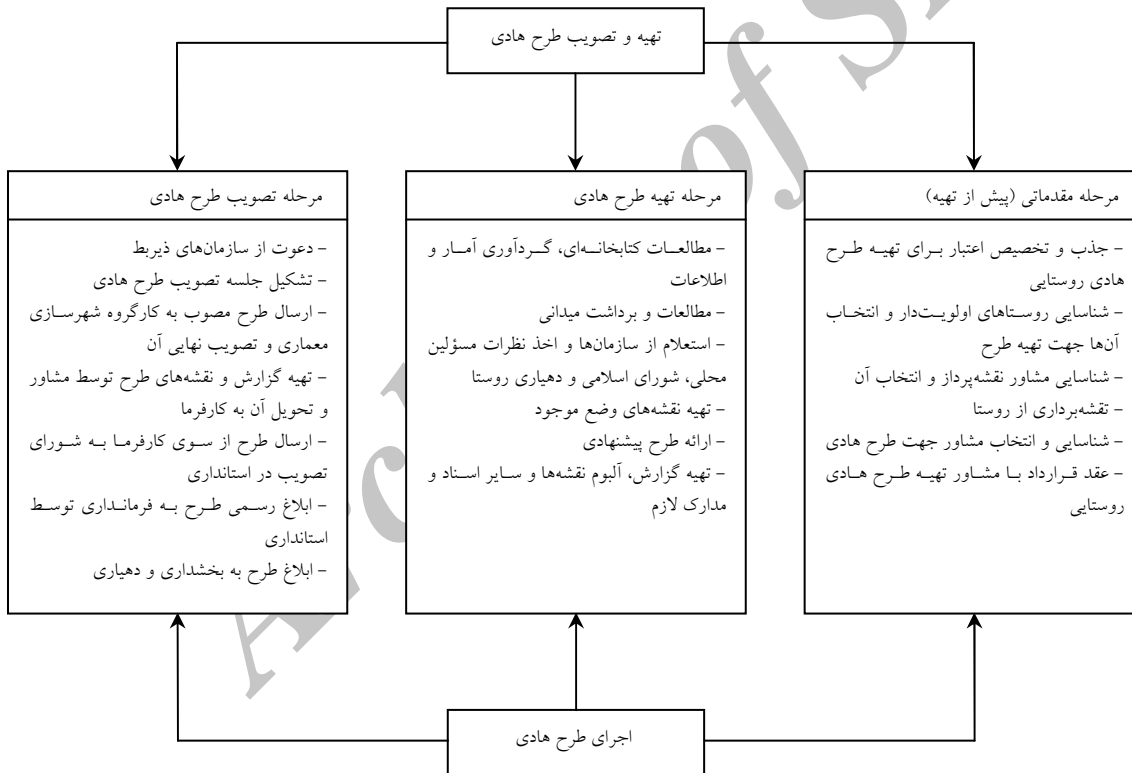 تهیه و تصویب طرح هادی
مرحله مقدماتی (پیش از تهیه)
- جذب و تخصیص اعتبار برای تهیه طرح
هادی روستایی
- شناسایی روستاهای اولویت‌دار و انتخاب
آن‌ها جهت تهیه طرح
- شناسایی مشاور نقشه‌پرداز و انتخاب آن
- تقشه‌برداری از روستا
- شناسایی و انتخاب مشاور جهت طرح هادی
- عقد قرارداد با مشاور تهیه طرح هادی
روستایی
مرحله تهیه طرح هادی
- مطالعات کتابخانه‌ای، گردآوری آمار و
اطلاعات
- مطالعات و برداشت میدانی
- استعلام از سازمان‌ها و اخذ نظرات مسؤلین
محلی، شورای اسلامی و دهیاری روستا
- تهیه نقشه‌های وضع موجود
- ارائه طرح پیشنهادی
- تهیه گزارش، آلبوم نقشه‌ها و سایر اسناد و
مدارک لازم
مرحله تصویب طرح هادی
- دعوت از سازمان‌های ذیربط
- تشکیل جلسه تصویب طرح هادی
- ارسال طرح مصوب به کارگروه شهرسازی
معماری و تصویب نهایی آن
- تهیه گزارش و نقشه‌های طرح توسط مشاور
و تحویل آن به کارفرما
- ارسال طرح از سوی کارفرما به شورای
تصویب در استانداری
- ابلاغ رسمی طرح به فرمانداری توسط
استانداری
- ابلاغ طرح به بخشداری و دهیاری
اجرای طرح هادی
of